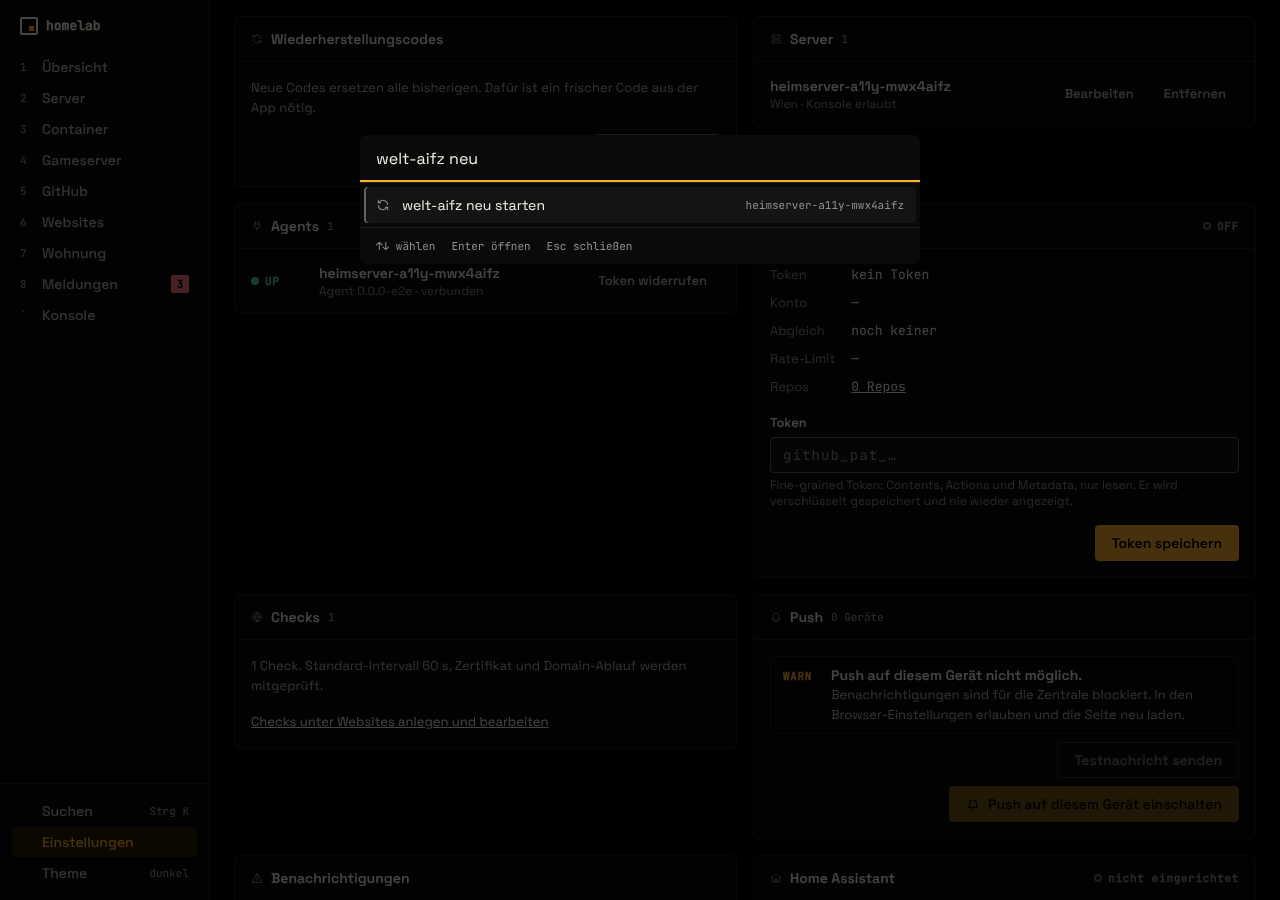 homelab
1 Übersicht
2 Server
3 Container
4 Gameserver
5 GitHub
6 Websites
7 Wohnung
8 Meldungen 3
` Konsole
Suchen Strg K
Einstellungen
Theme dunkel
Wiederherstellungscodes
Neue Codes ersetzen alle bisherigen. Dafür ist ein frischer Code aus der
App nötig.
Server 1
heimserver-a11y-mwx4aifz
Wien · Konsole erlaubt
Bearbeiten Entfernen
welt-aifz neu
welt-aifz neu starten heimserver-a11y-mwx4aifz
↑↓ wählen Enter öffnen Esc schließen
Agents 1
UP
heimserver-a11y-mwx4aifz
Agent 0.0.0-e2e · verbunden
Token widerrufen
OFF
Token kein Token
Konto —
Abgleich noch keiner
Rate-Limit —
Repos 0 Repos
Token
github_pat_…
Fine-grained Token: Contents, Actions und Metadata, nur lesen. Er wird
verschlüsselt gespeichert und nie wieder angezeigt.
Token speichern
Checks 1
1 Check. Standard-Intervall 60 s, Zertifikat und Domain-Ablauf werden
mitgeprüft.
Checks unter Websites anlegen und bearbeiten
Push 0 Geräte
WARN
Push auf diesem Gerät nicht möglich.
Benachrichtigungen sind für die Zentrale blockiert. In den
Browser-Einstellungen erlauben und die Seite neu laden.
Testnachricht senden
Push auf diesem Gerät einschalten
Benachrichtigungen
Home Assistant nicht eingerichtet